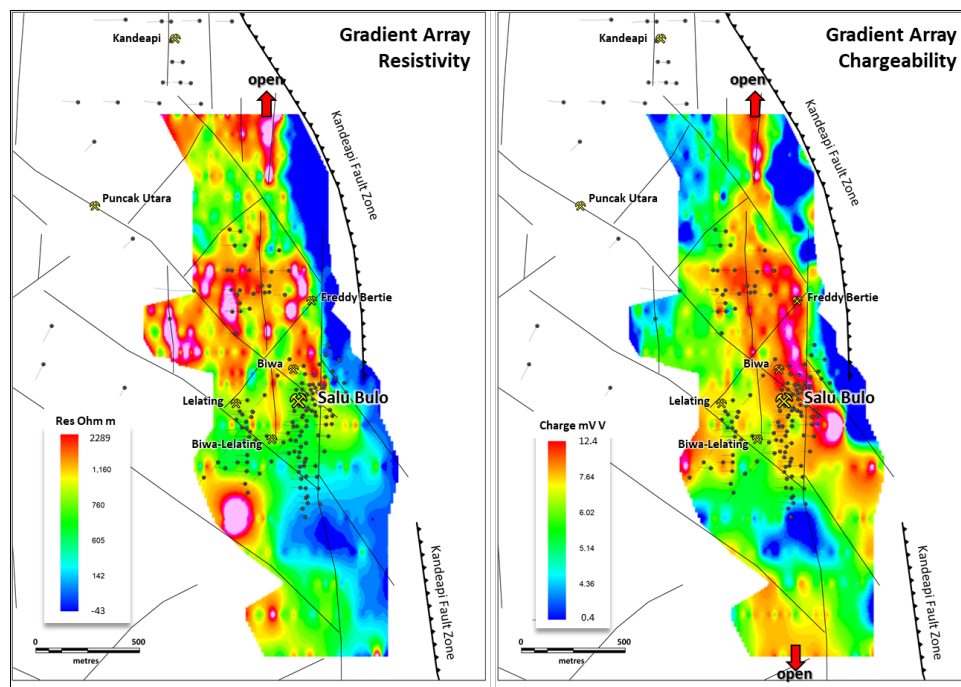 Gradient Array
Resistivity
Kandeapi
open
Kandeapi Fault Zone
Puncak Utara
Freddy Bertie
Biwa
Salu Bulo
Lelating
Biwa-Lelating
Res Ohm m
2289
1,160
760
605
142
-43
Kandeapi Fault Zone
0 500
metres
Gradient Array
Chargeability
Kandeapi
open
Kandeapi Fault Zone
Puncak Utara
Freddy Bertie
Biwa
Salu Bulo
Lelating
Biwa-Lelating
Charge mV V
12.4
7.64
6.02
5.14
4.36
0.4
Kandeapi Fault Zone
0 500
metres
open